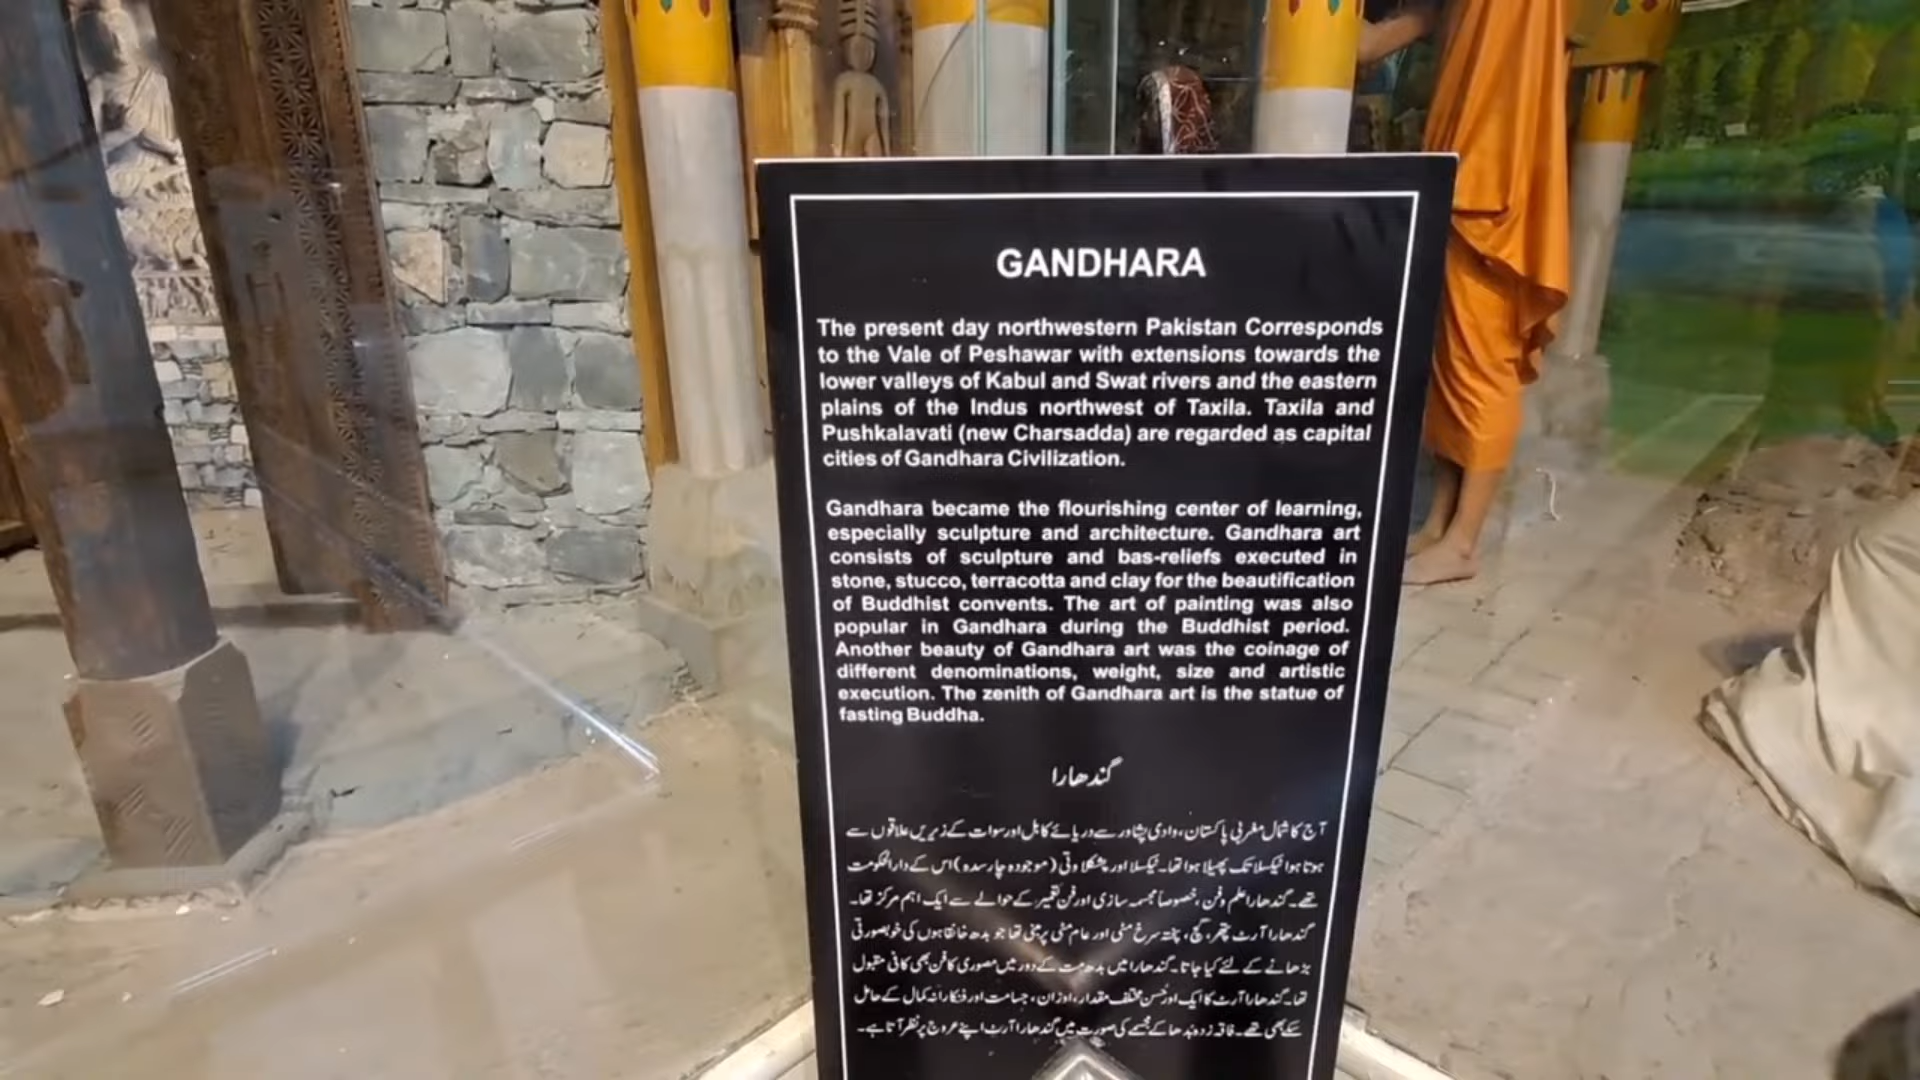 GANDHARA
The present day northwestern Pakistan Corresponds
to the Vale of Peshawar with extensions towards the
lower valleys of Kabul and Swat rivers and the eastern
plains of the Indus northwest of Taxila. Taxila and
Pushkalavati (new Charsadda) are regarded as capital
cities of Gandhara Civilization.
Gandhara became the flourishing center of learning,
especially sculpture and architecture. Gandhara art
consists of sculpture and bas-reliefs executed in
stone, stucco, terracotta and clay for the beautification
of Buddhist convents. The art of painting was also
popular in Gandhara during the Buddhist period.
Another beauty of Gandhara art was the coinage of
different denominations, weight, size and artistic
execution. The zenith of Gandhara art is the statue of
fasting Buddha.
گندھارا
آج کا شمال مغربی پاکستان، وادی پشاور سے دریائے کابل اور سوات کے زیریں علاقوں سے
ہوتا ہوا ٹیکسلا تک پھیلا ہوا تھا۔ ٹیکسلا اور پشکلاوتی (موجودہ چارسدہ) اس کے دارالحکومت
تھے۔ گندھارا علم و فن، خصوصاً مجسمہ سازی اور فن تعمیر کے حوالے سے ایک اہم مرکز تھا۔
گندھارا آرٹ پتھر، گچ، پختہ سرخ مٹی اور عام مٹی پر مبنی تھا جو بدھ خانقاہوں کی خوبصورتی
بڑھانے کے لئے کیا جاتا۔ گندھارا میں بدھ مت کے دور میں مصوری کا فن بھی کافی مقبول
تھا۔ گندھارا آرٹ کا ایک اور حسن مختلف مقدار، اوزان، جسامت اور فنکارانہ کمال کے حامل
سکے بھی تھے۔ فاقہ زدہ بدھا کے مجسمے کی صورت میں گندھارا آرٹ اپنے عروج پر نظر آتا ہے۔